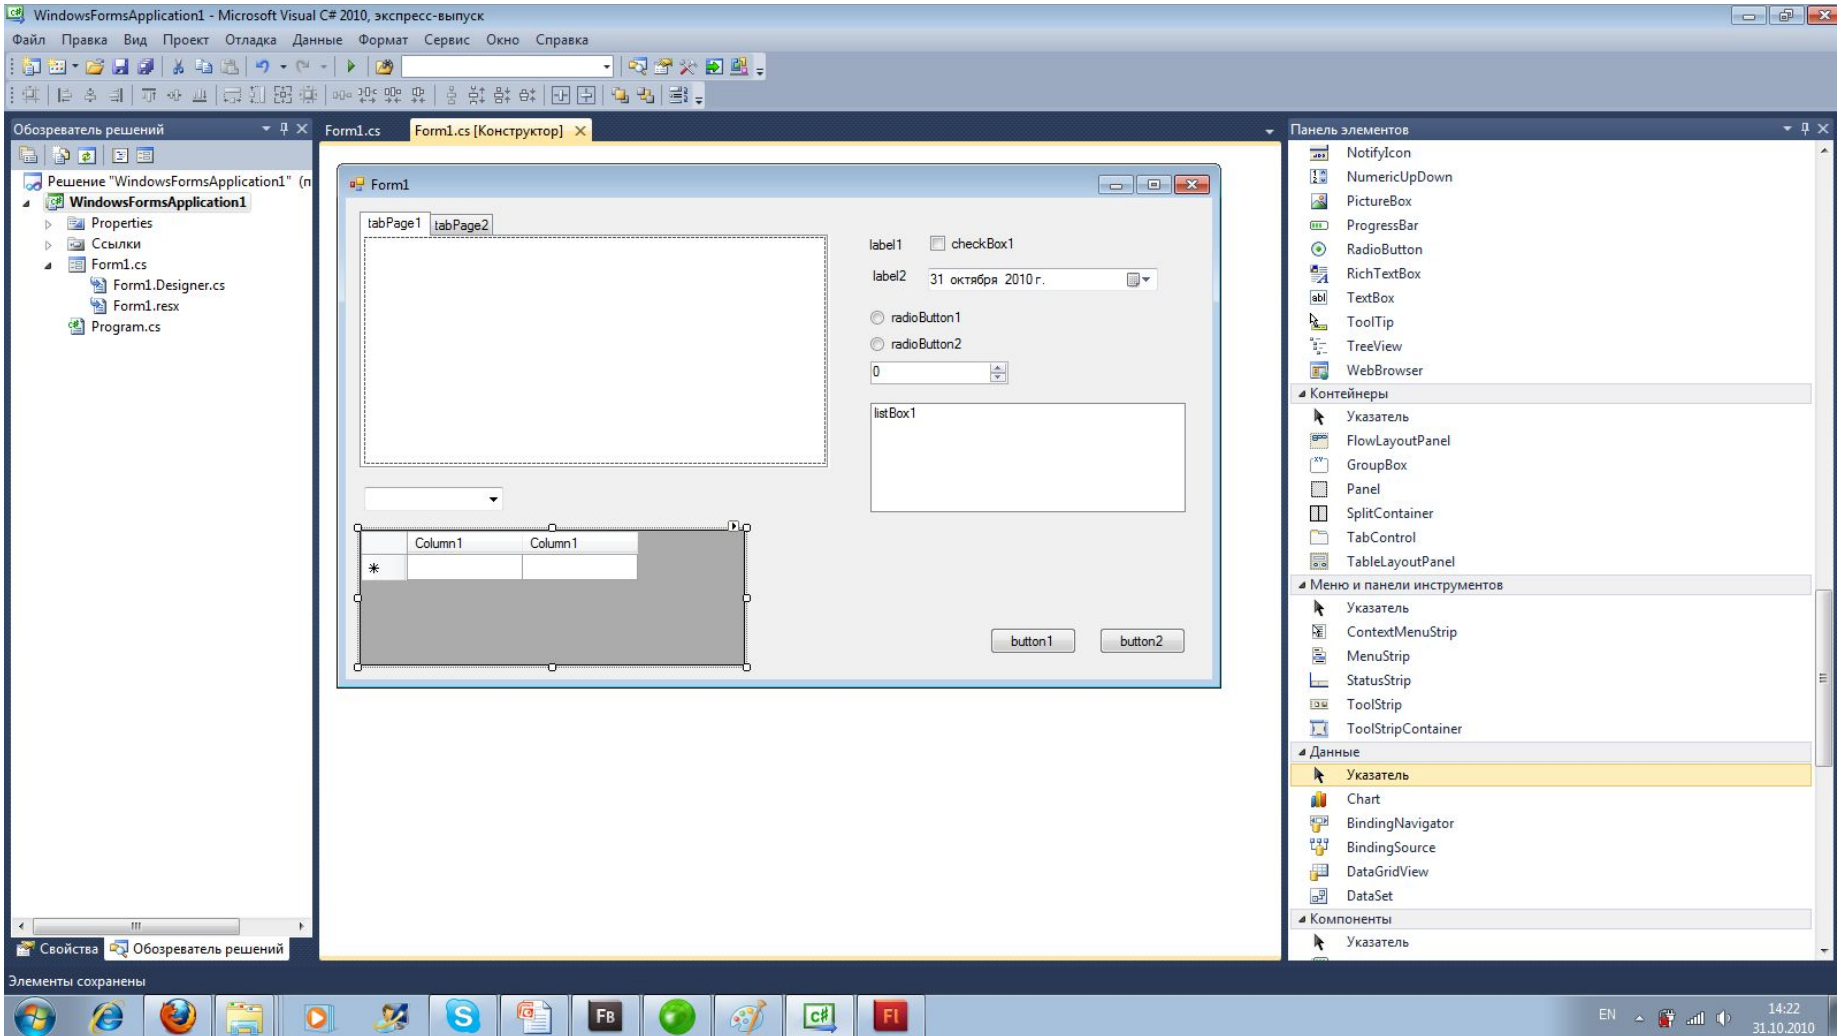 WindowsFormsApplication1 - Microsoft Visual C# 2010, экспресс-выпуск
Файл Правка Вид Проект Отладка Данные Формат Сервис Окно Справка
Обозреватель решений
Решение "WindowsFormsApplication1" (п
WindowsFormsApplication1
Properties
Ссылки
Form1.cs
Form1.Designer.cs
Form1.resx
Program.cs
Свойства Обозреватель решений
Form1.cs Form1.cs [Конструктор]
Form1
tabPage1 tabPage2
label1 checkBox1
label2 31 октября 2010 г.
radioButton1
radioButton2
0
listBox1
Column1 Column1
button1 button2
Панель элементов
NotifyIcon
NumericUpDown
PictureBox
ProgressBar
RadioButton
RichTextBox
TextBox
ToolTip
TreeView
WebBrowser
Контейнеры
Указатель
FlowLayoutPanel
GroupBox
Panel
SplitContainer
TabControl
TableLayoutPanel
Меню и панели инструментов
Указатель
ContextMenuStrip
MenuStrip
StatusStrip
ToolStrip
ToolStripContainer
Данные
Указатель
Chart
BindingNavigator
BindingSource
DataGridView
DataSet
Компоненты
Указатель
Элементы сохранены
FB
C#
FL
EN
14:22
31.10.2010